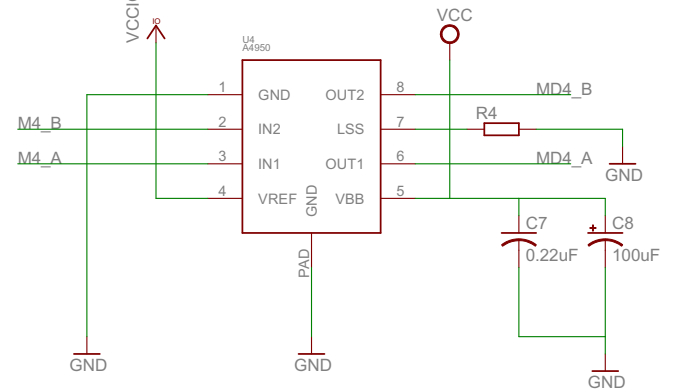 VCCIO
IO
VCC
U4
A4950
1
GND
OUT2
8
MD4_B
M4_B
2
IN2
LSS
7
R4
M4_A
3
IN1
OUT1
6
MD4_A
GND
4
VREF
GND
VBB
5
PAD
C7
0.22uF
+
C8
100uF
GND
GND
GND